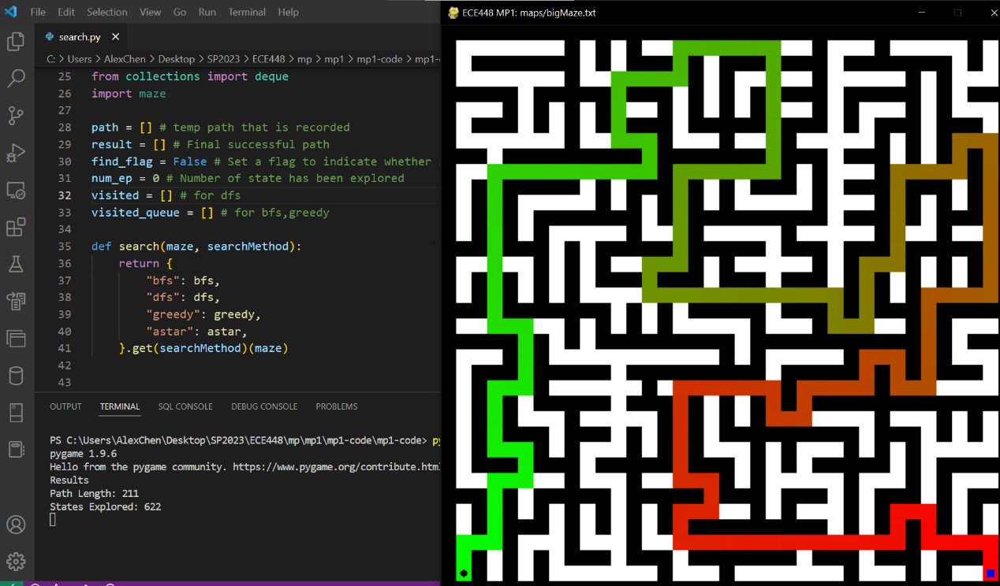 File Edit Selection View Go Run Terminal Help
ECE448 MP1: maps/bigMaze.txt
search.py
C: > Users > AlexChen > Desktop > SP2023 > ECE448 > mp > mp1 > mp1-code > mp1-
25 from collections import deque
26 import maze
27
28 path = [] # temp path that is recorded
29 result = [] # Final successful path
30 find_flag = False # Set a flag to indicate whether
31 num_ep = 0 # Number of state has been explored
32 visited = [] # for dfs
33 visited_queue = [] # for bfs,greedy
34
35 def search(maze, searchMethod):
36 return {
37 "bfs": bfs,
38 "dfs": dfs,
39 "greedy": greedy,
40 "astar": astar,
41 }.get(searchMethod)(maze)
42
43
OUTPUT TERMINAL SQL CONSOLE DEBUG CONSOLE PROBLEMS
PS C:\Users\AlexChen\Desktop\SP2023\ECE448\mp\mp1\mp1-code\mp1-code> py
pygame 1.9.6
Hello from the pygame community. https://www.pygame.org/contribute.html
Results
Path Length: 211
States Explored: 622